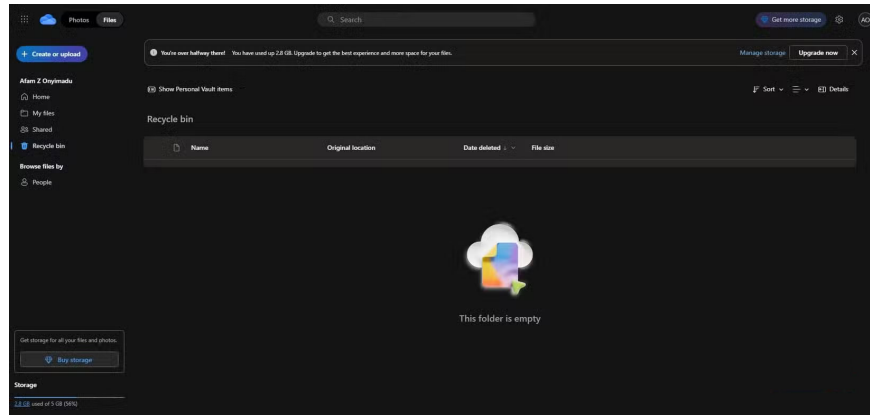 Photos Files
Search
Get more storage
AO
+ Create or upload
You're over halfway there! You have used up 2.8 GB. Upgrade to get the best experience and more space for your files.
Manage storage
Upgrade now
Afam Z Onyimadu
Home
My files
Shared
Recycle bin
Browse files by
People
Show Personal Vault items
Sort
Details
Recycle bin
Name Original location Date deleted ↓ File size
This folder is empty
Get storage for all your files and photos.
Buy storage
Storage
2.8 GB used of 5 GB (56%)